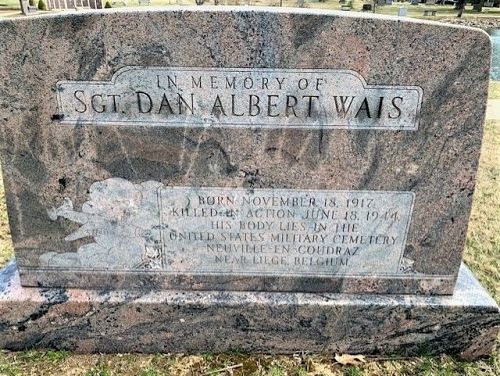 IN MEMORY OF
SGT. DAN ALBERT WAIS
BORN NOVEMBER 18, 1917
KILLED IN ACTION JUNE 18, 1944
HIS BODY LIES IN THE
UNITED STATES MILITARY CEMETERY
NEUVILLE-EN-COUDRAZ
NEAR LIEGE BELGIUM